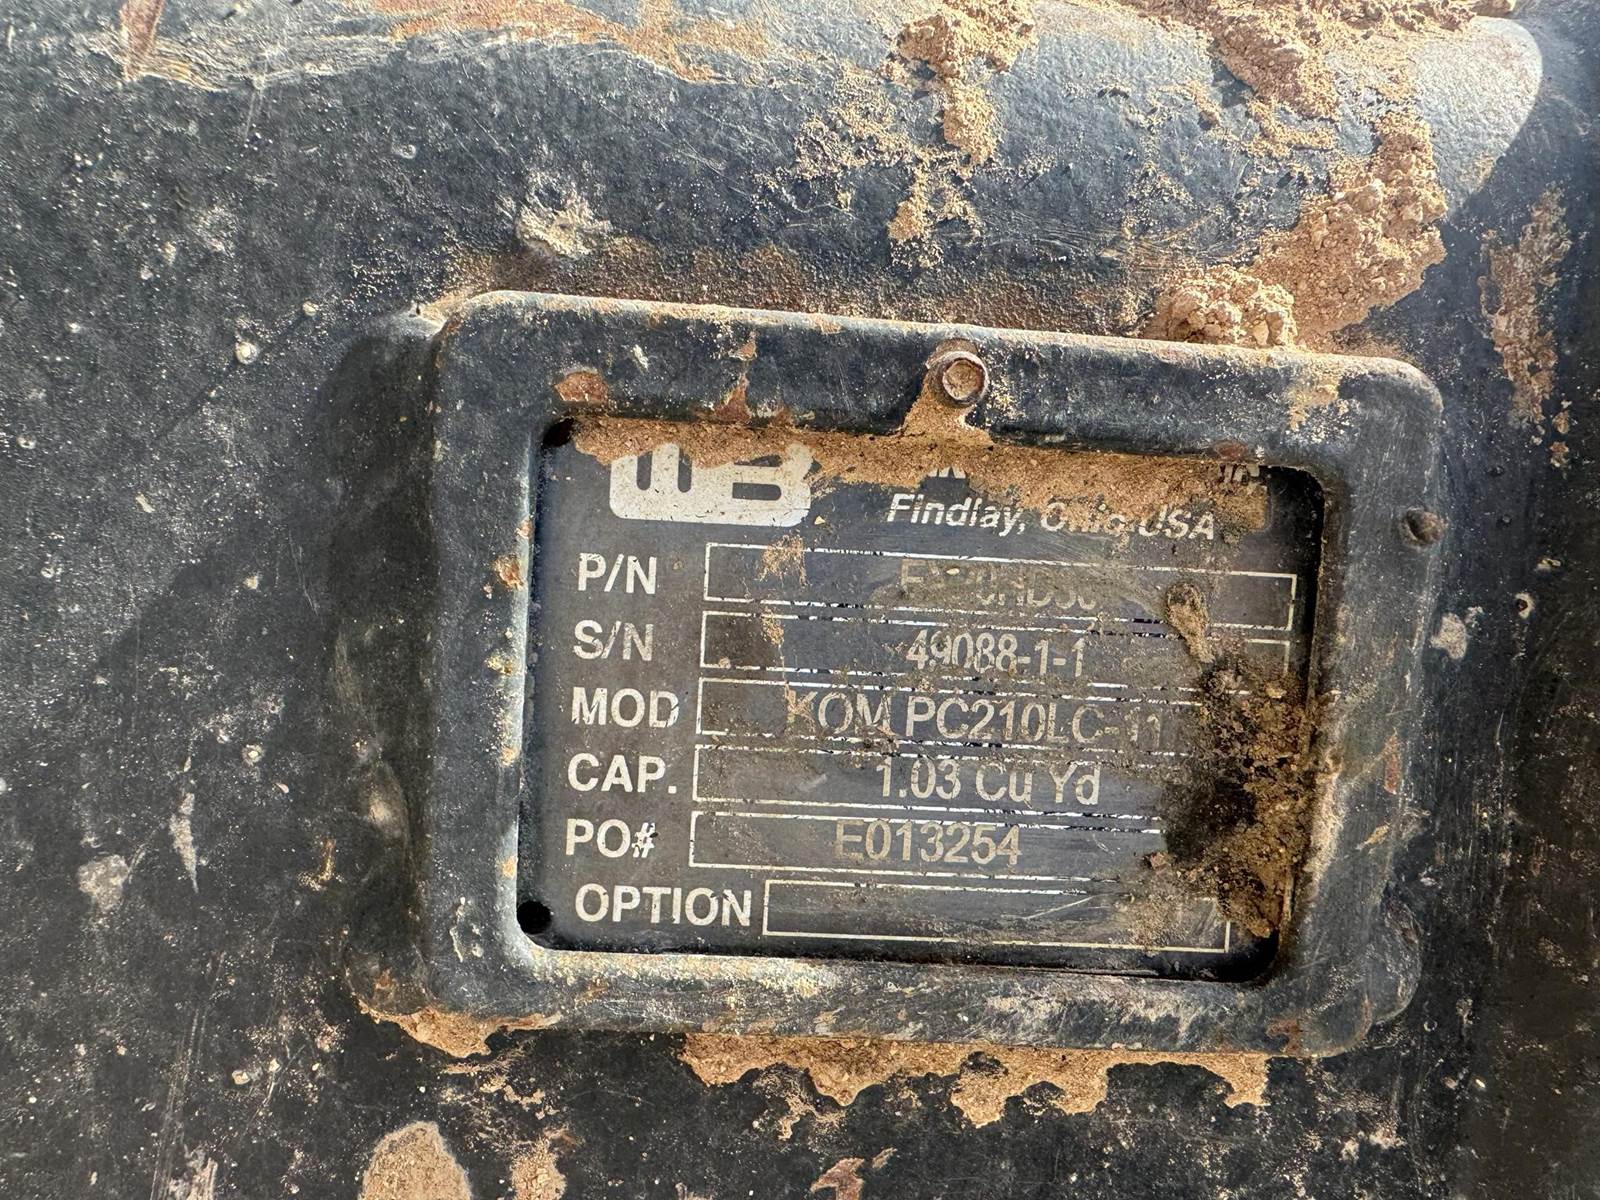 WB
Findlay, Ohio, USA
P/N
S/N 49088-1-1
MOD KOM PC210LC-11
CAP. 1.03 Cu Yd
PO# E013254
OPTION